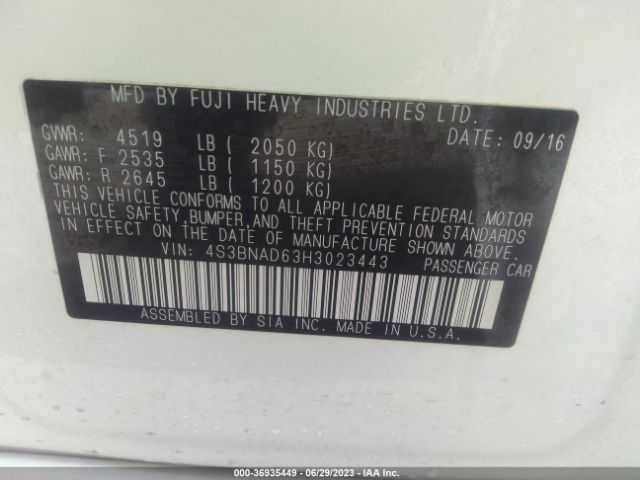 MFD BY FUJI HEAVY INDUSTRIES LTD.
GVWR: 4519 LB ( 2050 KG) DATE: 09/16
GAWR: F 2535 LB ( 1150 KG)
GAWR: R 2645 LB ( 1200 KG)
THIS VEHICLE CONFORMS TO ALL APPLICABLE FEDERAL MOTOR
VEHICLE SAFETY,BUMPER,AND THEFT PREVENTION STANDARDS
IN EFFECT ON THE DATE OF MANUFACTURE SHOWN ABOVE.
VIN: 4S3BNAD63H3023443 PASSENGER CAR
ASSEMBLED BY SIA INC. MADE IN U.S.A.
000-36935449 - 06/29/2023 - IAA Inc.